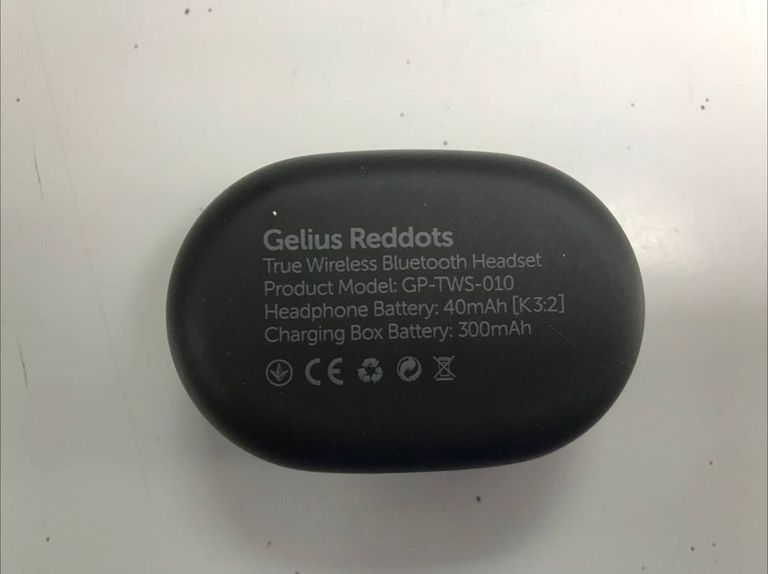 Gelius Reddots
True Wireless Bluetooth Headset
Product Model: GP-TWS-010
Headphone Battery: 40mAh [K3:2]
Charging Box Battery: 300mAh
CE